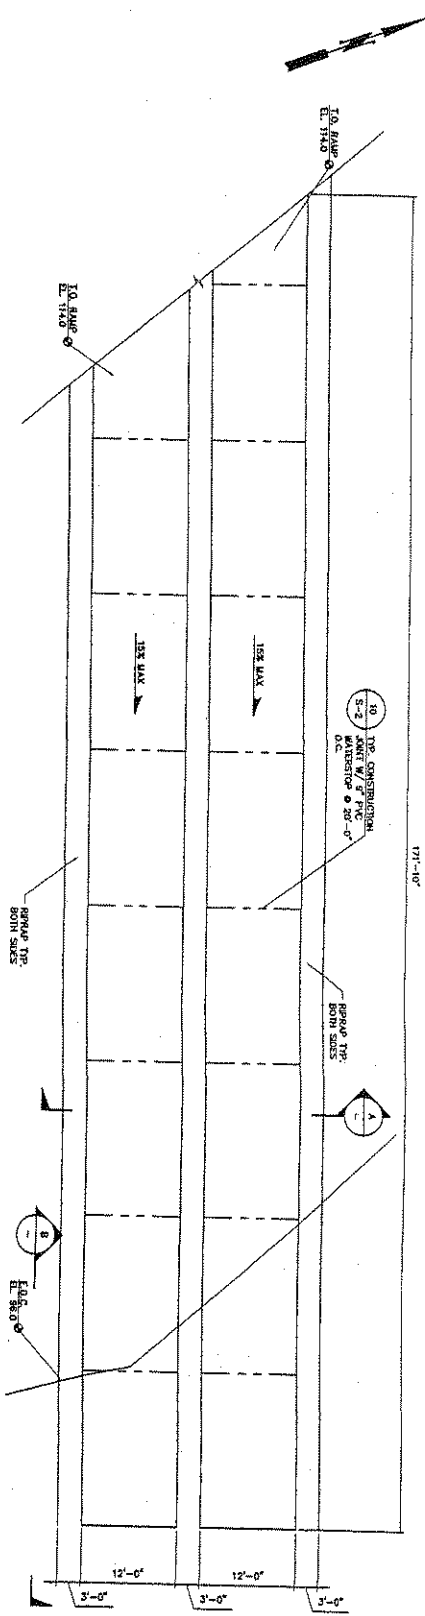 T.O. RAMP
EL. 114.0
T.O. RAMP
EL. 114.0
15% MAX
15% MAX
10
S-2
TYP. CONSTRUCTION
JOINT W/ 9" PVC
WATERSTOP @ 20'-0"
O.C.
171'-10"
RIPRAP TYP.
BOTH SIDES
RIPRAP TYP.
BOTH SIDES
A
B
E.O.C.
EL. 96.0
12'-0"
12'-0"
3'-0"
3'-0"
3'-0"